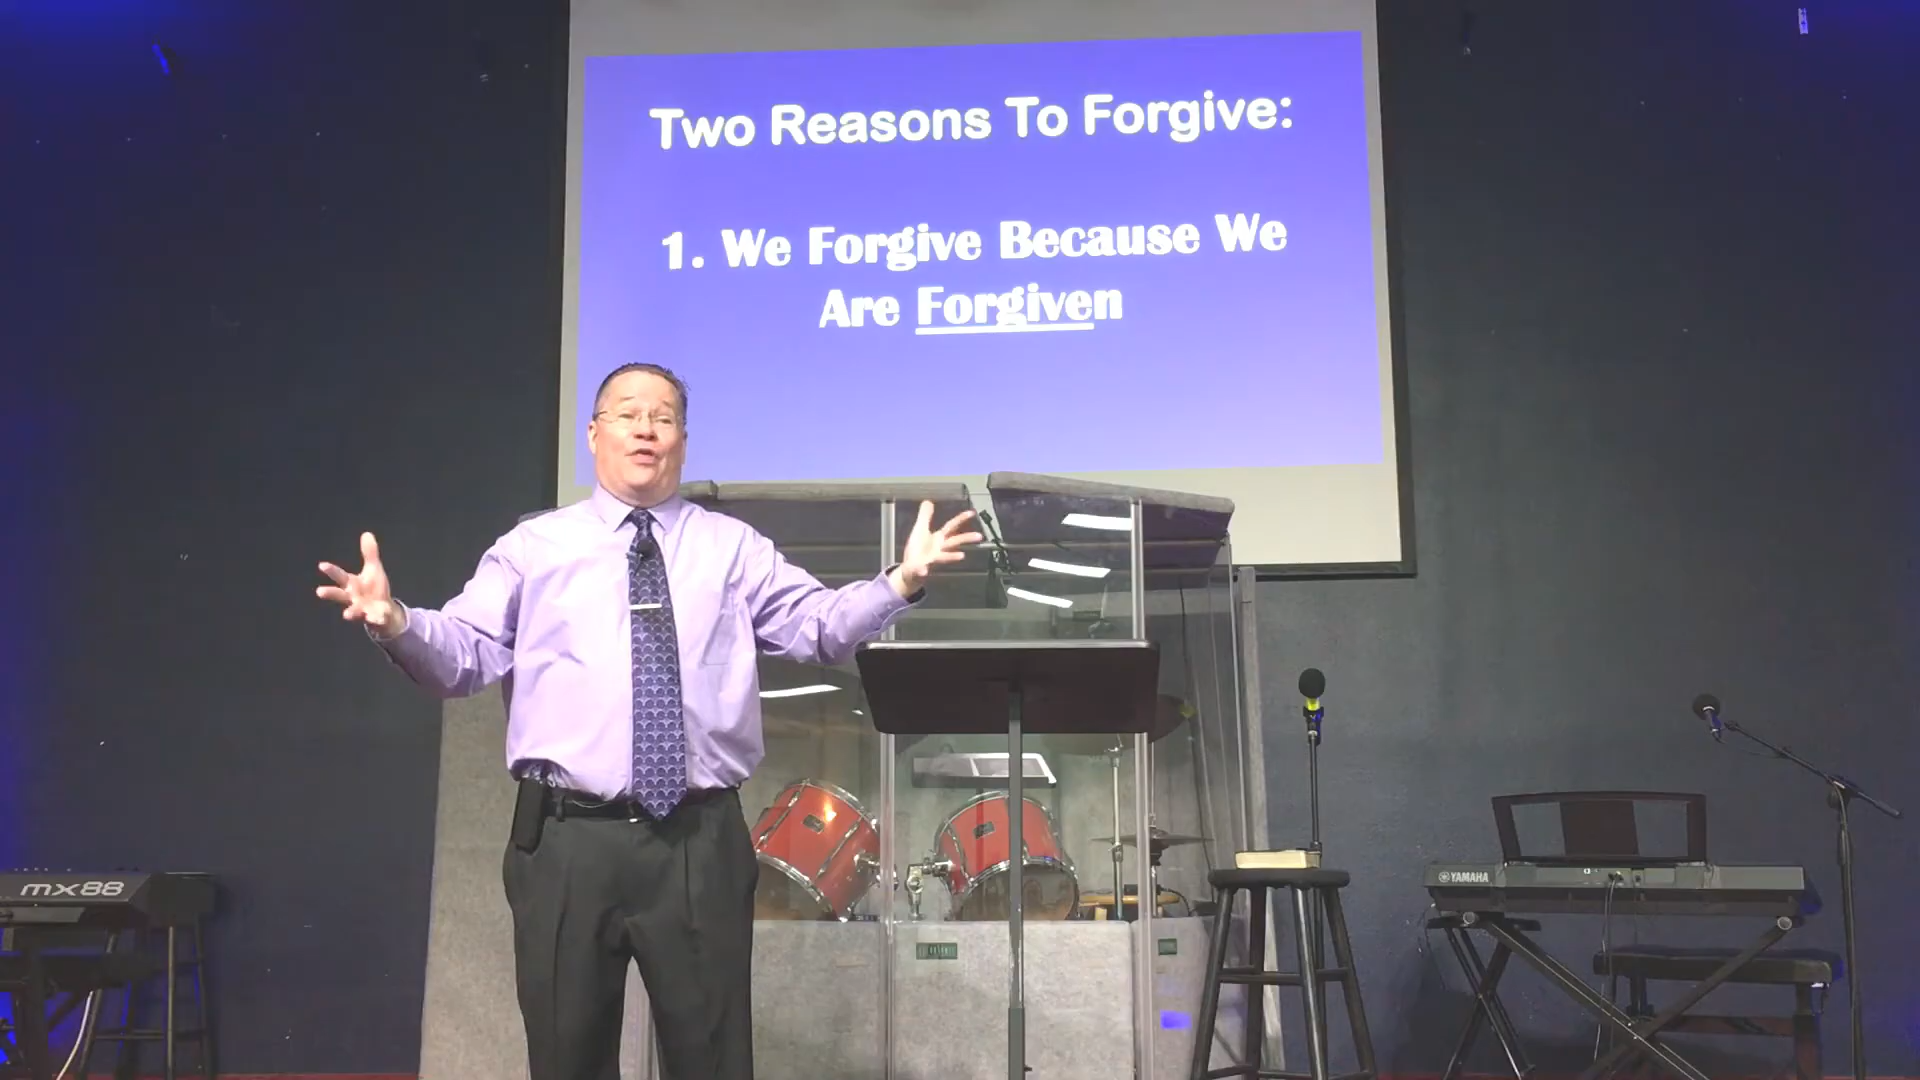 Two Reasons To Forgive:
1. We Forgive Because We
Are Forgiven
mx88
YAMAHA